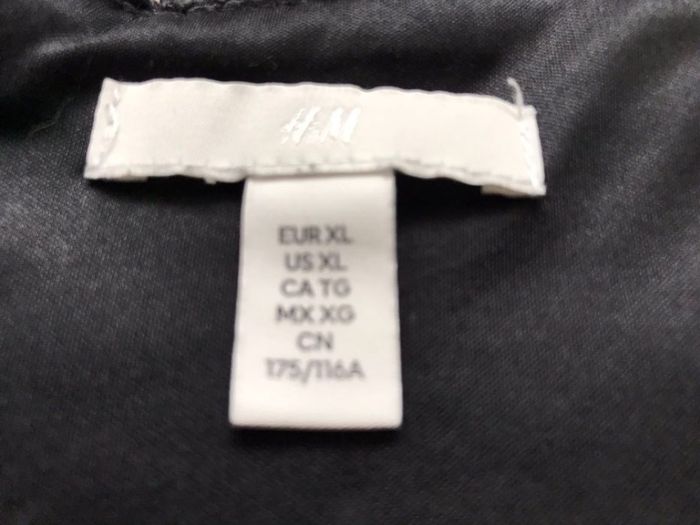 H&M
EUR XL
US XL
CA TG
MX XG
CN
175/116A